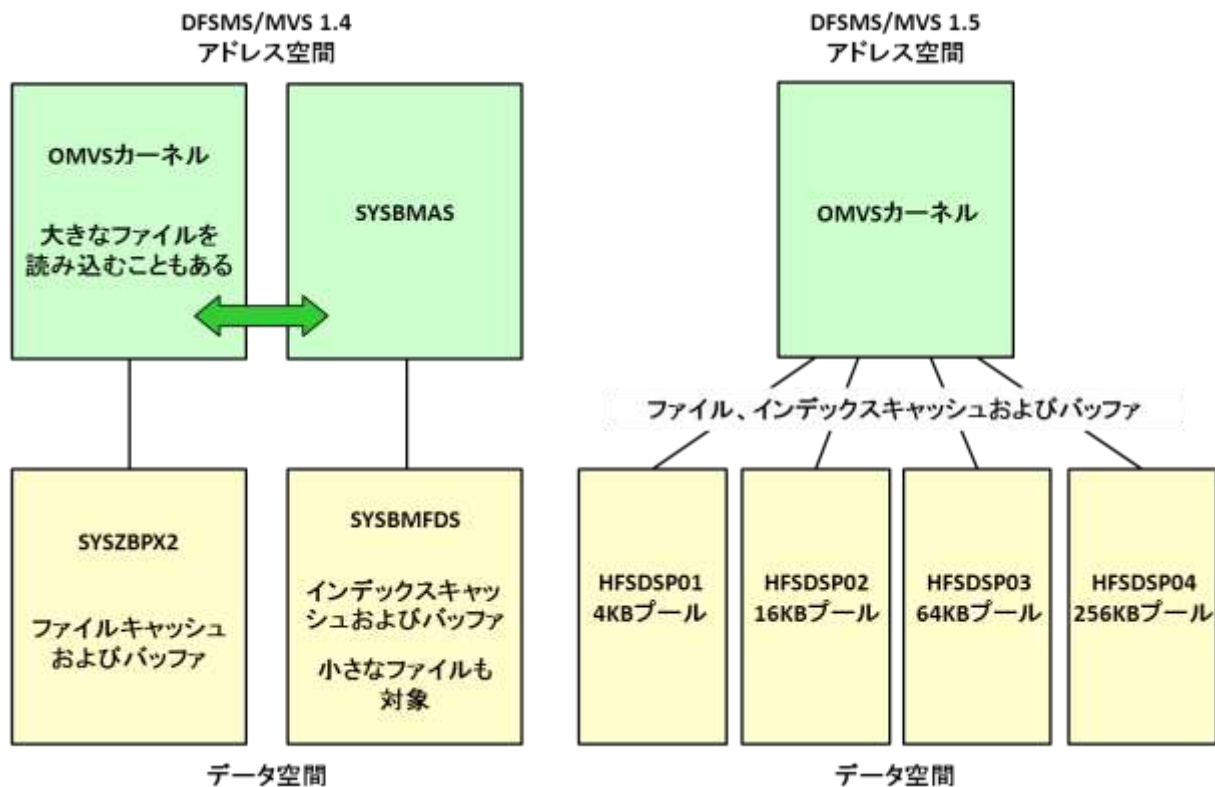 DFSMS/MVS 1.4
アドレス空間
OMVSカーネル
大きなファイルを
読み込むこともある
SYSBMAS
SYSZBPX2
ファイルキャッシュ
およびバッファ
SYSBMFDS
インデックスキャッ
シュおよびバッファ
小さなファイルも
対象
データ空間
DFSMS/MVS 1.5
アドレス空間
OMVSカーネル
ファイル、インデックスキャッシュおよびバッファ
HFSDSP01
4KBプール
HFSDSP02
16KBプール
HFSDSP03
64KBプール
HFSDSP04
256KBプール
データ空間